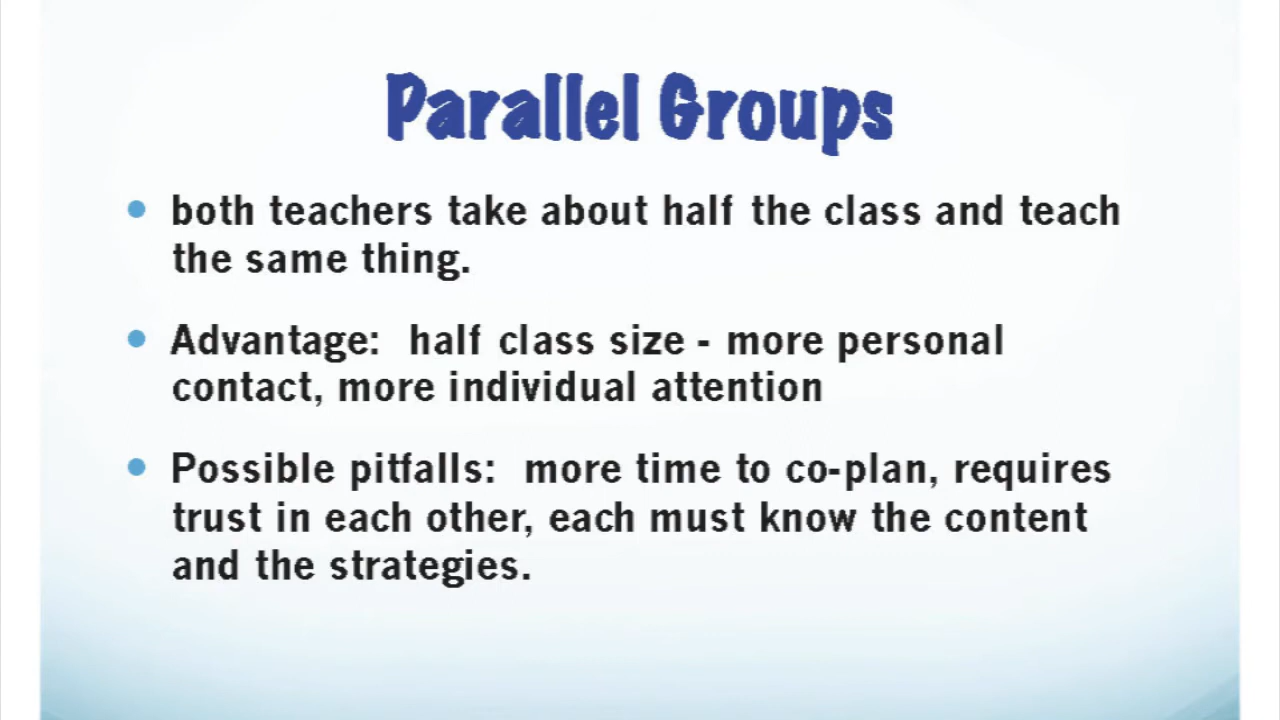 Parallel Groups
• both teachers take about half the class and teach
the same thing.
• Advantage: half class size - more personal
contact, more individual attention
• Possible pitfalls: more time to co-plan, requires
trust in each other, each must know the content
and the strategies.